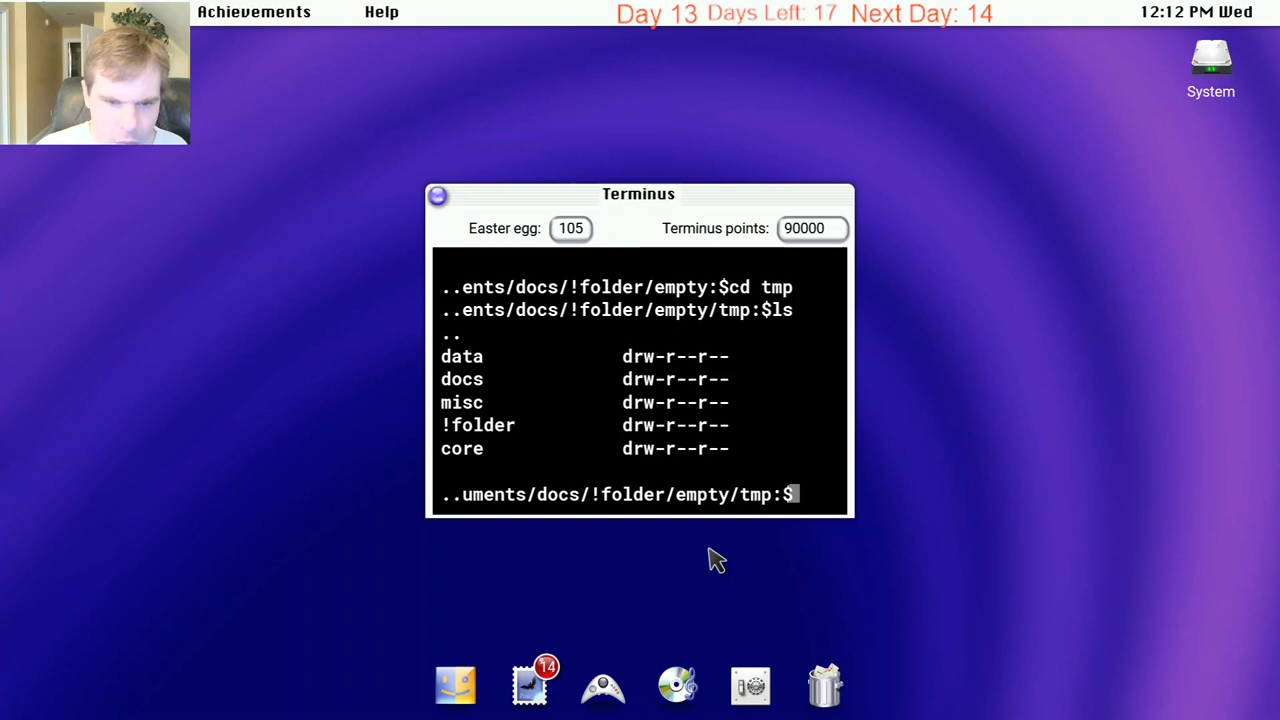 Achievements Help Day 13 Days Left: 17 Next Day: 14 12:12 PM Wed
System
Terminus
Easter egg: 105 Terminus points: 90000
..ents/docs/!folder/empty:$cd tmp
..ents/docs/!folder/empty/tmp:$ls
..
data drw-r--r--
docs drw-r--r--
misc drw-r--r--
!folder drw-r--r--
core drw-r--r--
..uments/docs/!folder/empty/tmp:$
14